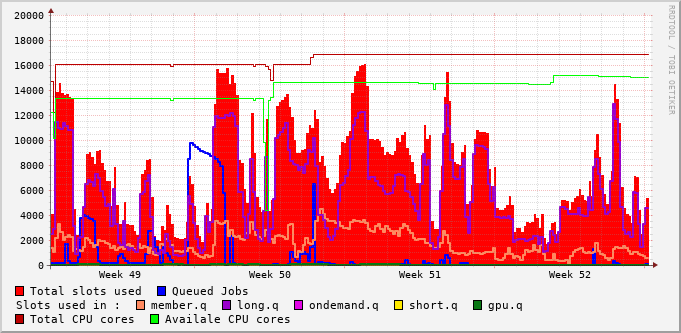 20000
18000
16000
14000
12000
10000
8000
6000
4000
2000
0
Week 49 Week 50 Week 51 Week 52
RRDTOOL / TOBI OETIKER
Total slots used Queued Jobs
Slots used in : member.q long.q ondemand.q short.q gpu.q
Total CPU cores Availale CPU cores